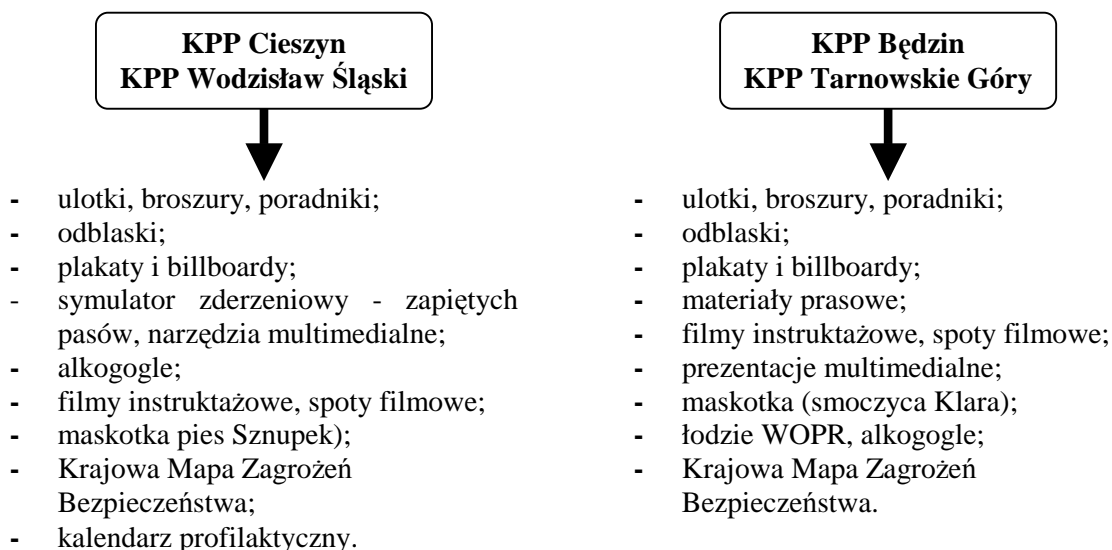 KPP Cieszyn
KPP Wodzisław Śląski
- ulotki, broszury, poradniki;
- odblaski;
- plakaty i billboardy;
- symulator zderzeniowy - zapiętych
pasów, narzędzia multimedialne;
- alkogogle;
- filmy instruktażowe, spoty filmowe;
- maskotka pies Sznupek);
- Krajowa Mapa Zagrożeń
Bezpieczeństwa;
- kalendarz profilaktyczny.
KPP Będzin
KPP Tarnowskie Góry
- ulotki, broszury, poradniki;
- odblaski;
- plakaty i billboardy;
- materiały prasowe;
- filmy instruktażowe, spoty filmowe;
- prezentacje multimedialne;
- maskotka (smoczyca Klara);
- łodzie WOPR, alkogogle;
- Krajowa Mapa Zagrożeń
Bezpieczeństwa.